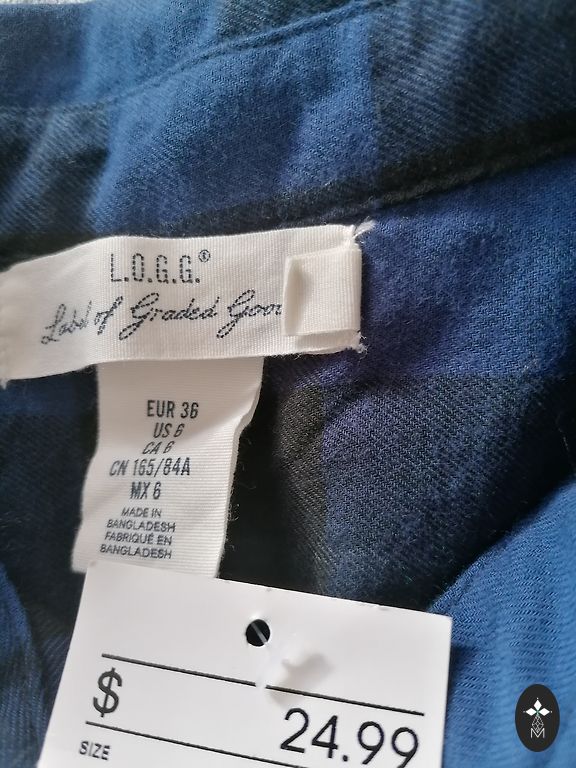 L.O.G.G.®
Label of Graded
EUR 36
US 6
CA 6
CN 165/84A
MX 6
MADE IN
BANGLADESH
FABRIQUÉ EN
BANGLADESH
$ 24.99
SIZE